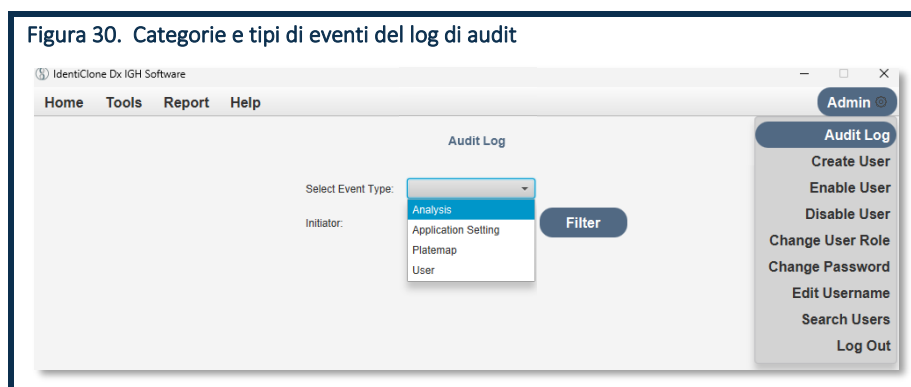 Figura 30. Categorie e tipi di eventi del log di audit
IdentiClone Dx IGH Software
Home Tools Report Help Admin
Audit Log
Audit Log
Create User
Select Event Type:
Enable User
Analysis
Initiator:
Filter
Disable User
Application Setting
Change User Role
Platemap
Change Password
User
Edit Username
Search Users
Log Out